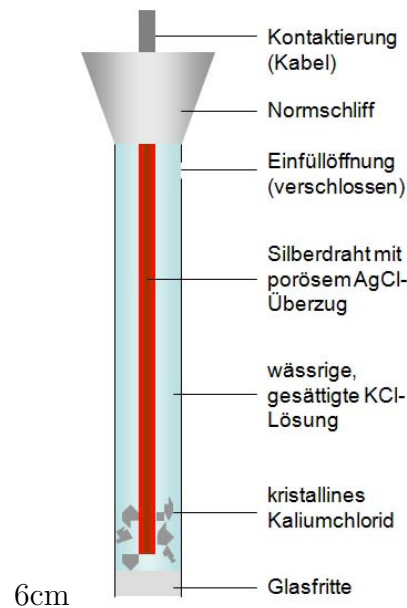 Kontaktierung
(Kabel)
Normschliff
Einfüllöffnung
(verschlossen)
Silberdraht mit
porösem AgCl-
Überzug
wässrige,
gesättigte KCl-
Lösung
kristallines
Kaliumchlorid
Glasfritte
6cm